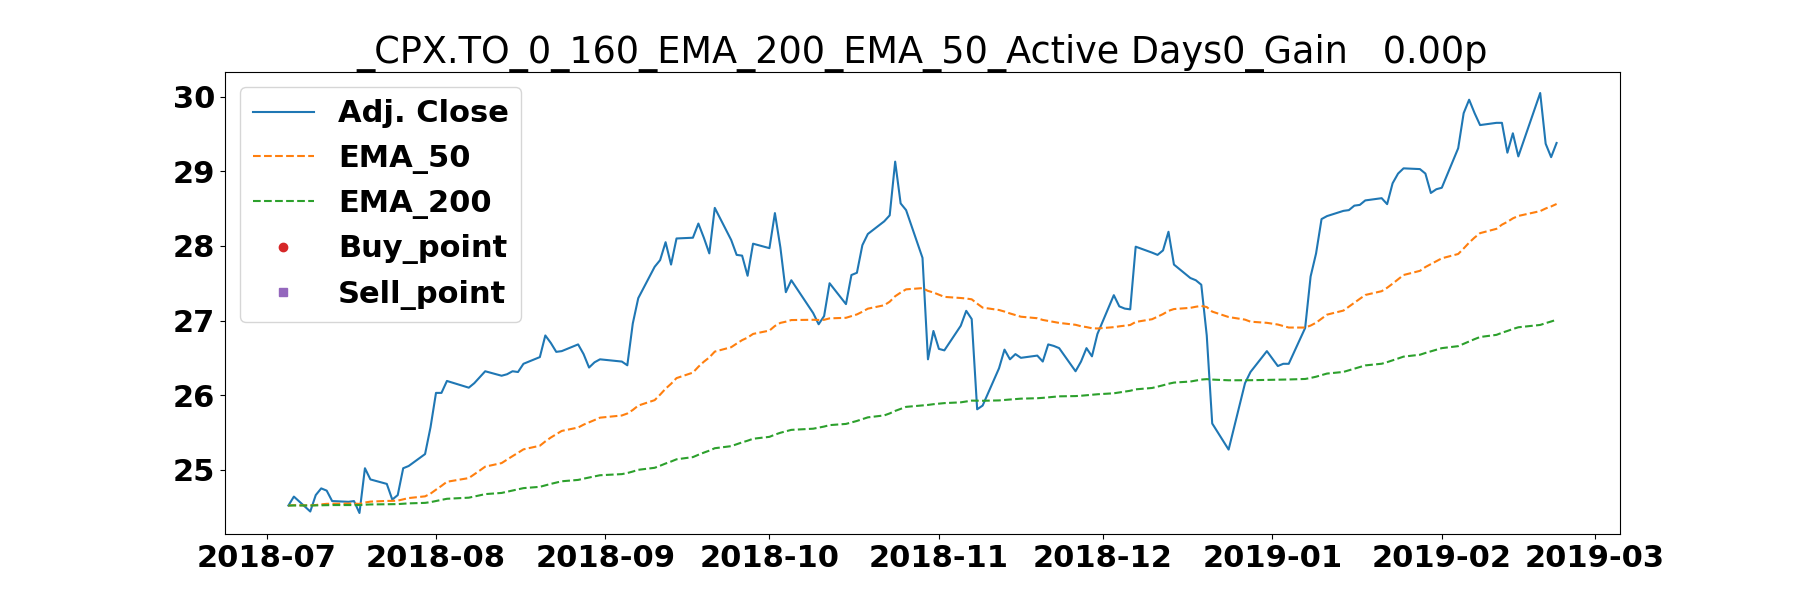 _CPX.TO_0_160_EMA_200_EMA_50_Active Days0_Gain   0.00p
30
29
28
27
26
25
Adj. Close
EMA_50
EMA_200
Buy_point
Sell_point
2018-07 2018-08 2018-09 2018-10 2018-11 2018-12 2019-01 2019-02 2019-03